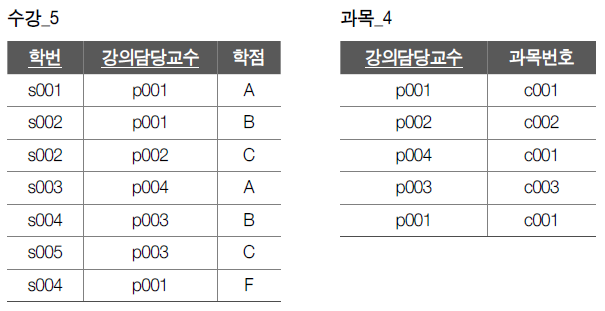 수강_5
학번 강의담당교수 학점
s001 p001 A
s002 p001 B
s002 p002 C
s003 p004 A
s004 p003 B
s005 p003 C
s004 p001 F
과목_4
강의담당교수 과목번호
p001 c001
p002 c002
p004 c001
p003 c003
p001 c001